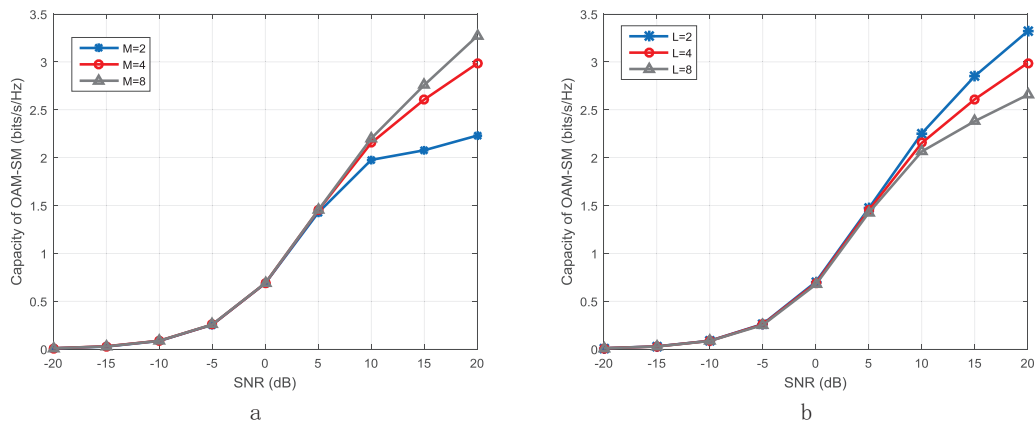 3.5
3
2.5
2
1.5
1
0.5
0
Capacity of OAM-SM (bits/s/Hz)
M=2
M=4
M=8
-20 -15 -10 -5 0 5 10 15 20
SNR (dB)
a
3.5
3
2.5
2
1.5
1
0.5
0
Capacity of OAM-SM (bits/s/Hz)
L=2
L=4
L=8
-20 -15 -10 -5 0 5 10 15 20
SNR (dB)
b